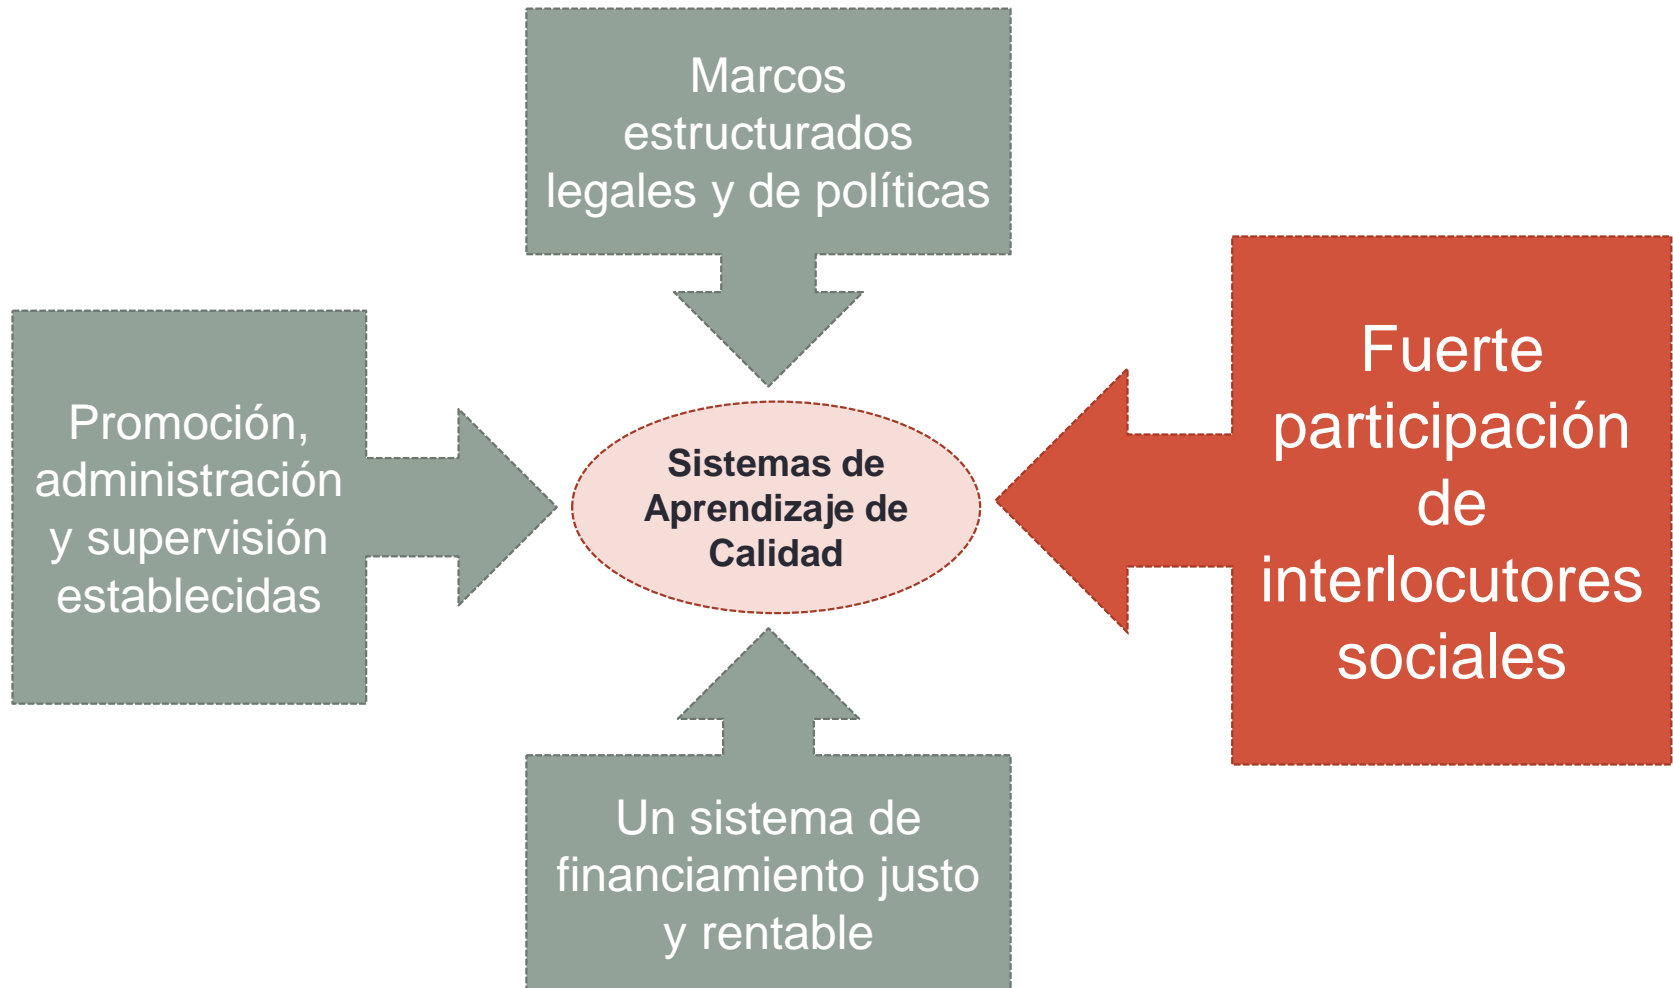 Marcos
estructurados
legales y de políticas
Promoción,
administración
y supervisión
establecidas
Sistemas de
Aprendizaje de
Calidad
Fuerte
participación
de
interlocutores
sociales
Un sistema de
financiamiento justo
y rentable